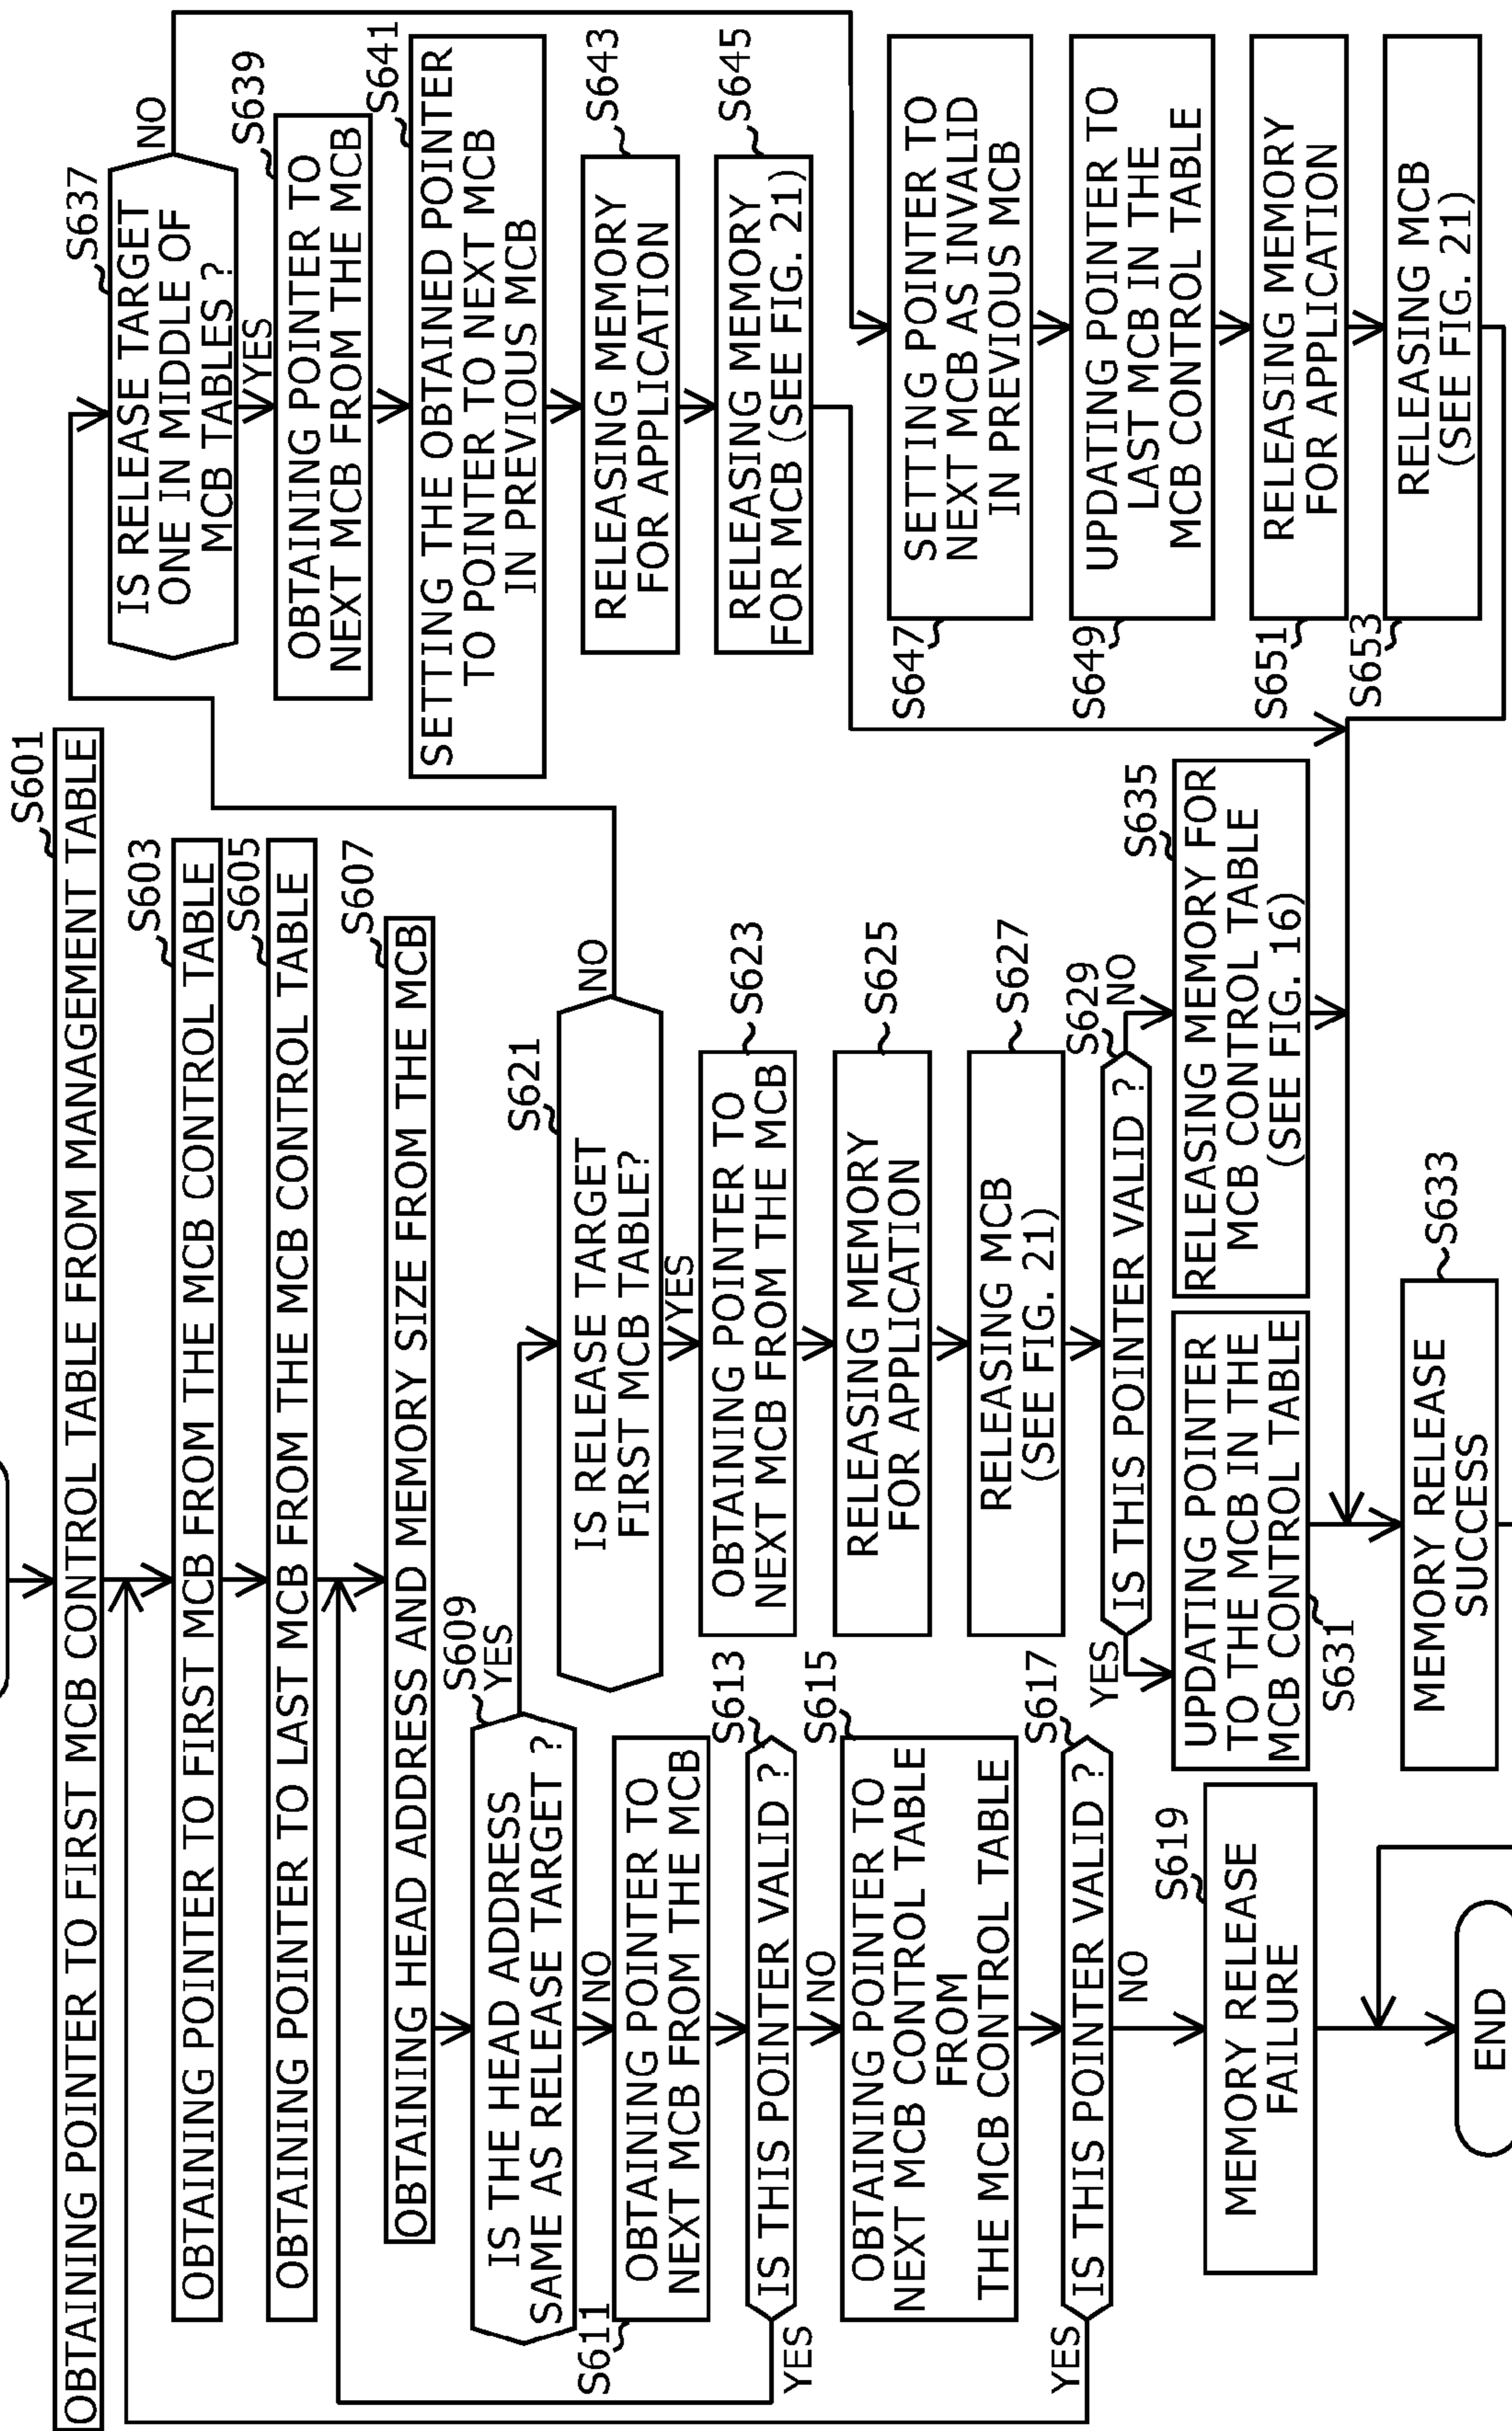 S601
OBTAINING POINTER TO FIRST MCB CONTROL TABLE FROM MANAGEMENT TABLE
S603
OBTAINING POINTER TO FIRST MCB FROM THE MCB CONTROL TABLE
S605
OBTAINING POINTER TO LAST MCB FROM THE MCB CONTROL TABLE
S607
OBTAINING HEAD ADDRESS AND MEMORY SIZE FROM THE MCB
S609
IS THE HEAD ADDRESS
SAME AS RELEASE TARGET ?
YES
NO
S611
OBTAINING POINTER TO
NEXT MCB FROM THE MCB
S613
IS THIS POINTER VALID ?
YES
NO
S615
OBTAINING POINTER TO
NEXT MCB CONTROL TABLE
FROM
THE MCB CONTROL TABLE
S617
IS THIS POINTER VALID ?
YES
NO
S619
MEMORY RELEASE
FAILURE
END
S621
IS RELEASE TARGET
FIRST MCB TABLE?
NO
YES
S623
OBTAINING POINTER TO
NEXT MCB FROM THE MCB
S625
RELEASING MEMORY
FOR APPLICATION
S627
RELEASING MCB
(SEE FIG. 21)
S629
IS THIS POINTER VALID ?
YES
NO
UPDATING POINTER
TO THE MCB IN THE
MCB CONTROL TABLE
S631
S635
RELEASING MEMORY FOR
MCB CONTROL TABLE
(SEE FIG. 16)
S633
MEMORY RELEASE
SUCCESS
S637
IS RELEASE TARGET
ONE IN MIDDLE OF
MCB TABLES ?
NO
YES
S639
OBTAINING POINTER TO
NEXT MCB FROM THE MCB
S641
SETTING THE OBTAINED POINTER
TO POINTER TO NEXT MCB
IN PREVIOUS MCB
S643
RELEASING MEMORY
FOR APPLICATION
S645
RELEASING MEMORY
FOR MCB (SEE FIG. 21)
S647
SETTING POINTER TO
NEXT MCB AS INVALID
IN PREVIOUS MCB
S649
UPDATING POINTER TO
LAST MCB IN THE
MCB CONTROL TABLE
S651
RELEASING MEMORY
FOR APPLICATION
S653
RELEASING MCB
(SEE FIG. 21)